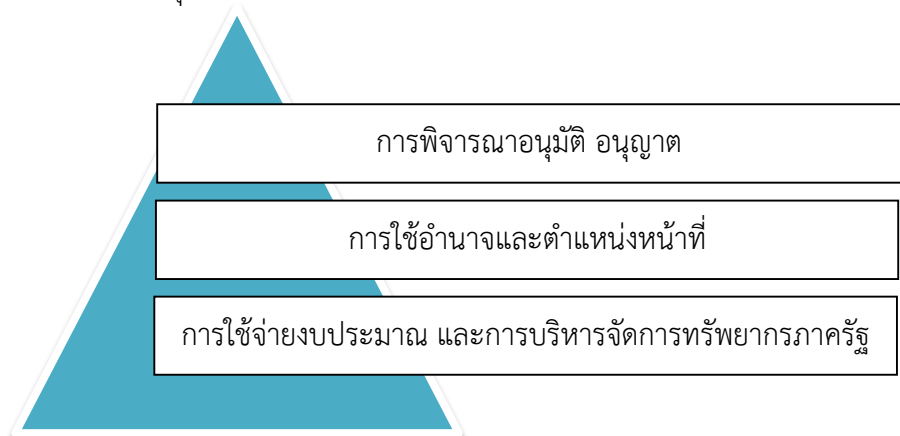 การพิจารณาอนุมัติ อนุญาต
การใช้อำนาจและตำแหน่งหน้าที่
การใช้จ่ายงบประมาณ และการบริหารจัดการทรัพยากรภาครัฐ